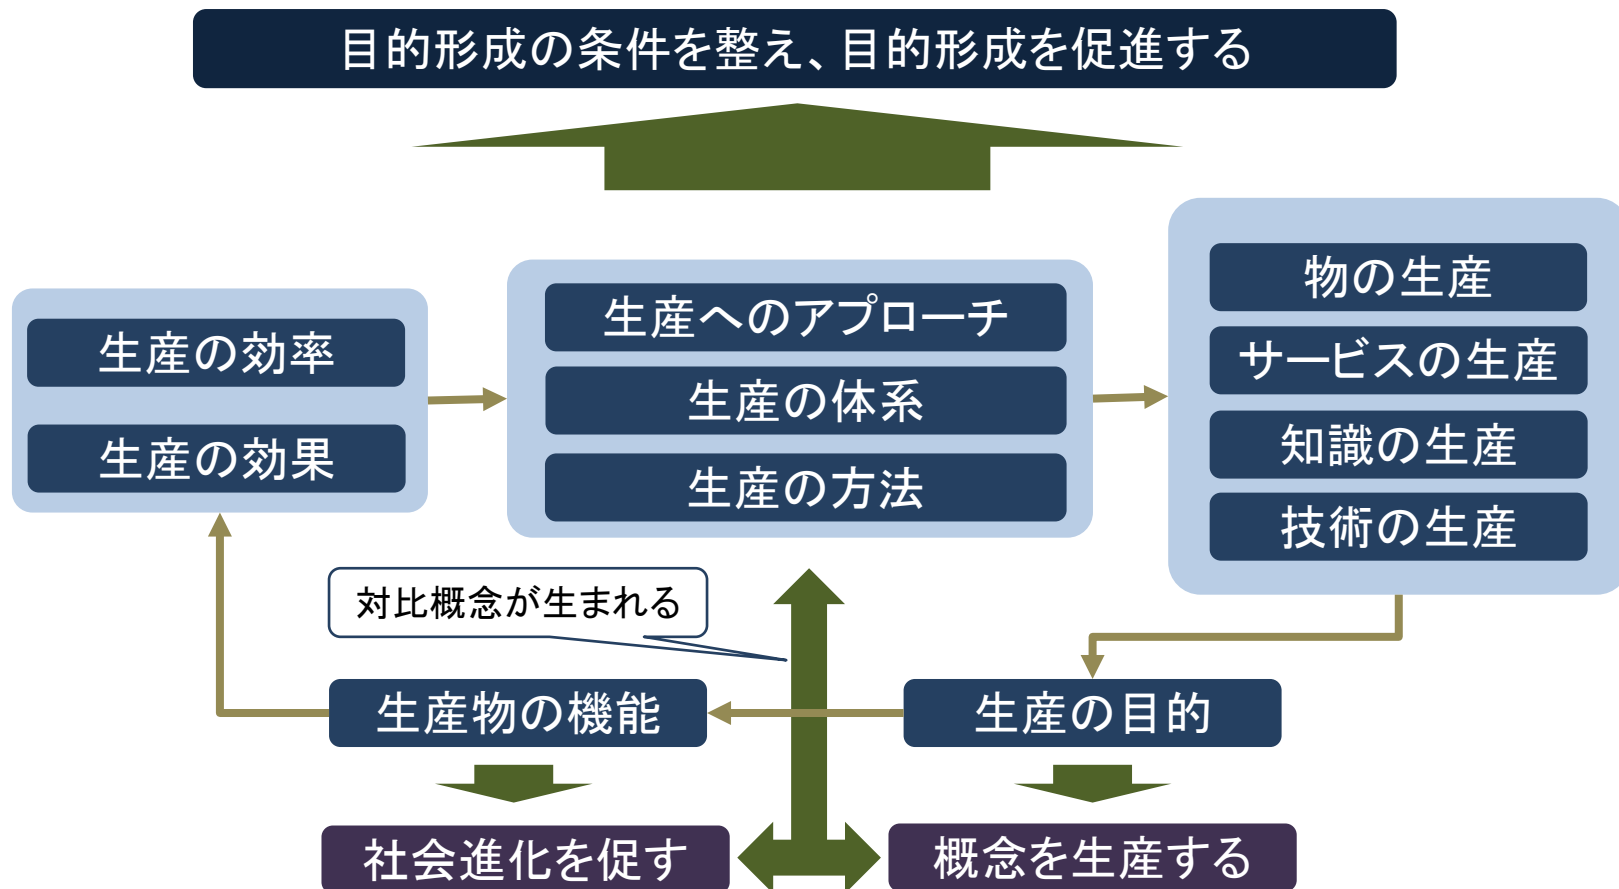 目的形成の条件を整え、目的形成を促進する
生産の効率
生産の効果
生産へのアプローチ
生産の体系
生産の方法
物の生産
サービスの生産
知識の生産
技術の生産
対比概念が生まれる
生産物の機能
生産の目的
社会進化を促す
概念を生産する